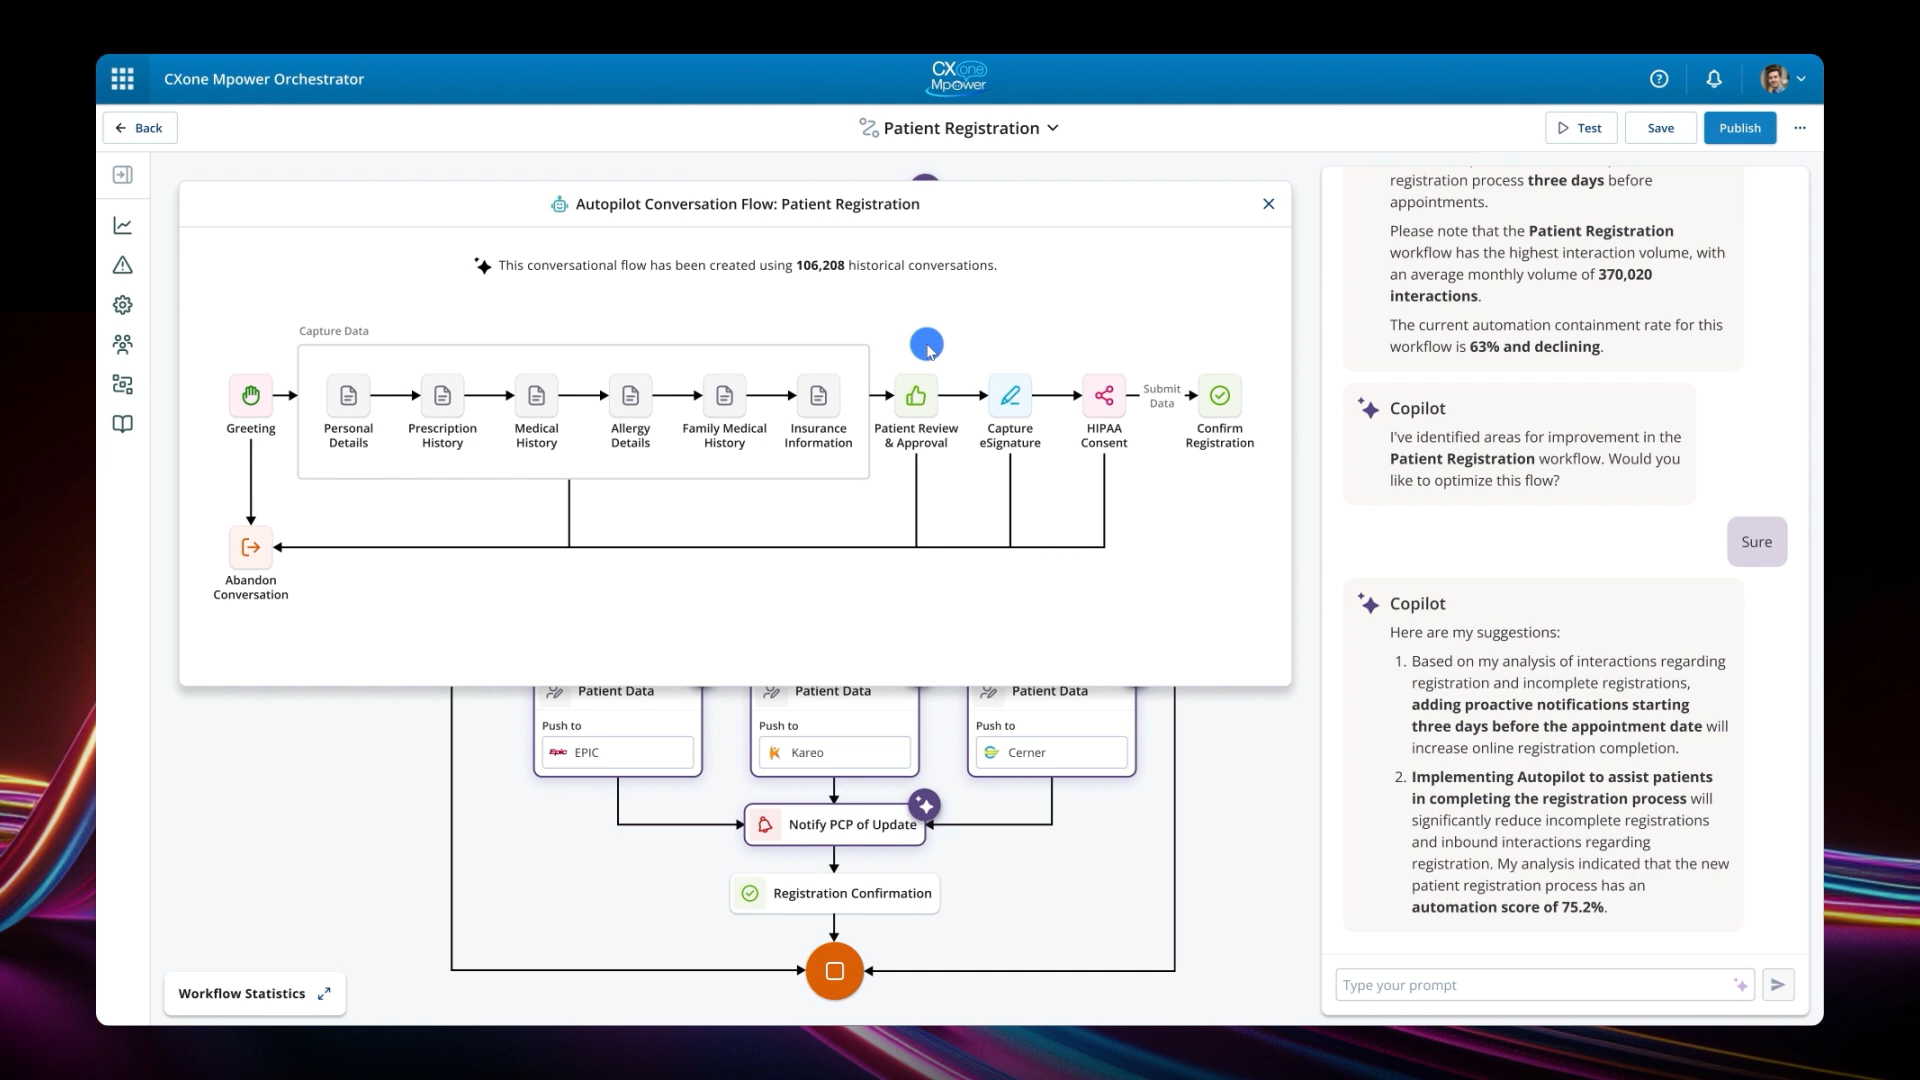 CXone Mpower Orchestrator
CXone
Mpower
Back
Patient Registration
Test
Save
Publish
Autopilot Conversation Flow: Patient Registration
This conversational flow has been created using 106,208 historical conversations.
Capture Data
Greeting
Personal
Details
Prescription
History
Medical
History
Allergy
Details
Family Medical
History
Insurance
Information
Patient Review
& Approval
Capture
eSignature
HIPAA
Consent
Submit
Data
Confirm
Registration
Abandon
Conversation
Patient Data
Push to
Epic EPIC
Patient Data
Push to
Kareo
Patient Data
Push to
Cerner
Notify PCP of Update
Registration Confirmation
Workflow Statistics
registration process three days before
appointments.
Please note that the Patient Registration
workflow has the highest interaction volume, with
an average monthly volume of 370,020
interactions.
The current automation containment rate for this
workflow is 63% and declining.
Copilot
I've identified areas for improvement in the
Patient Registration workflow. Would you
like to optimize this flow?
Sure
Copilot
Here are my suggestions:
1. Based on my analysis of interactions regarding
registration and incomplete registrations,
adding proactive notifications starting
three days before the appointment date will
increase online registration completion.
2. Implementing Autopilot to assist patients
in completing the registration process will
significantly reduce incomplete registrations
and inbound interactions regarding
registration. My analysis indicated that the new
patient registration process has an
automation score of 75.2%.
Type your prompt